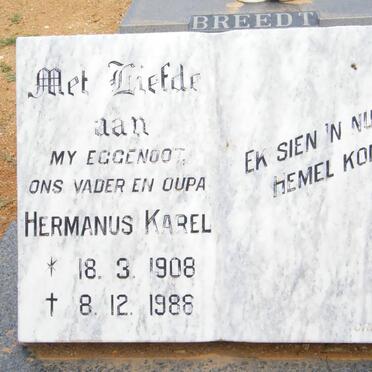 BREEDT
Met Liefde
aan
MY EGGENOOT,
ONS VADER EN OUPA
HERMANUS KAREL
* 18. 3. 1908
† 8. 12. 1986
EK SIEN 'N NU
HEMEL KO